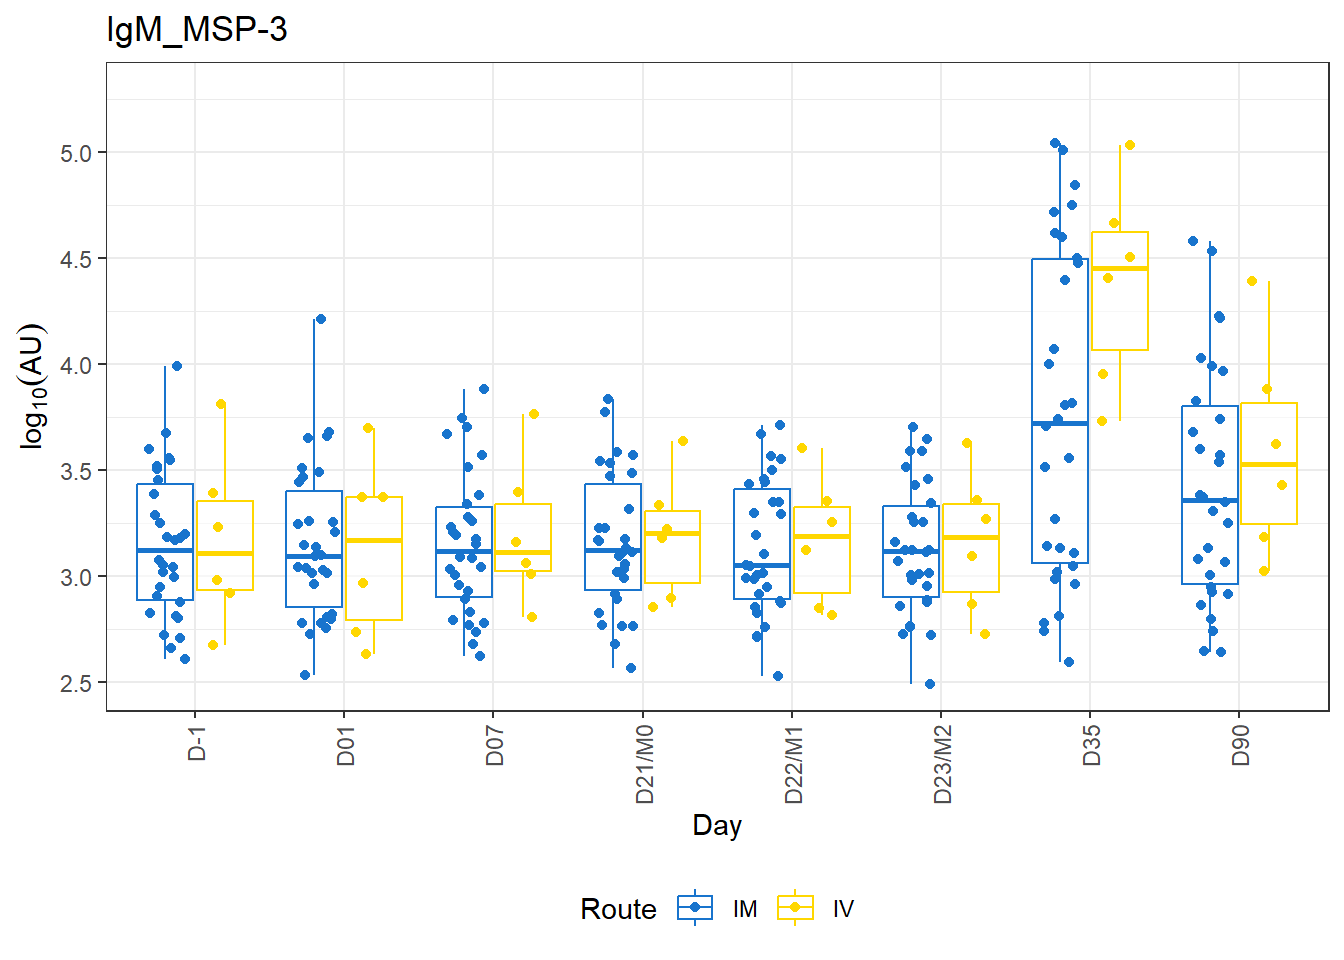 IgM_MSP-3
log10(AU)
5.0
4.5
4.0
3.5
3.0
2.5
D-1
D01
D07
D21/M0
D22/M1
D23/M2
D35
D90
Day
Route IM IV